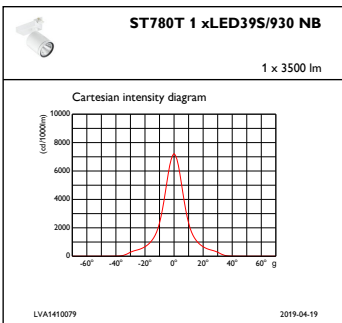 ST780T 1 xLED39S/930 NB
1 x 3500 lm
Cartesian intensity diagram
(cd/1000lm)
10000
8000
6000
4000
2000
0
-60° -40° -20° 0° 20° 40° 60° g
LVA1410079 2019-04-19